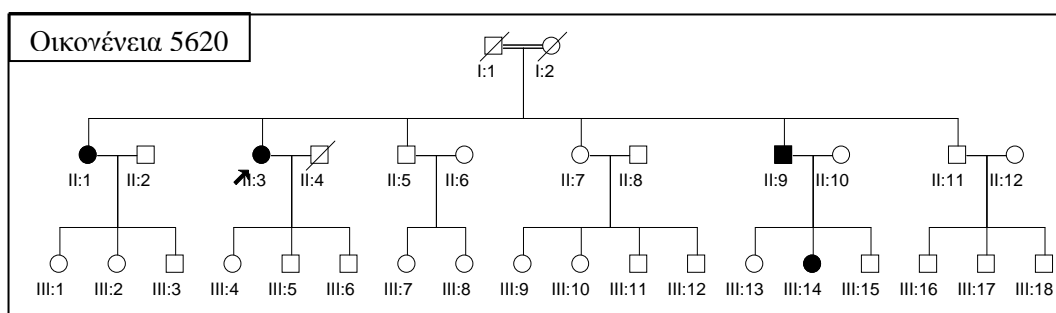 Οικογένεια 5620
I:1 I:2
II:1 II:2 II:3 II:4 II:5 II:6 II:7 II:8 II:9 II:10 II:11 II:12
III:1 III:2 III:3 III:4 III:5 III:6 III:7 III:8 III:9 III:10 III:11 III:12 III:13 III:14 III:15 III:16 III:17 III:18